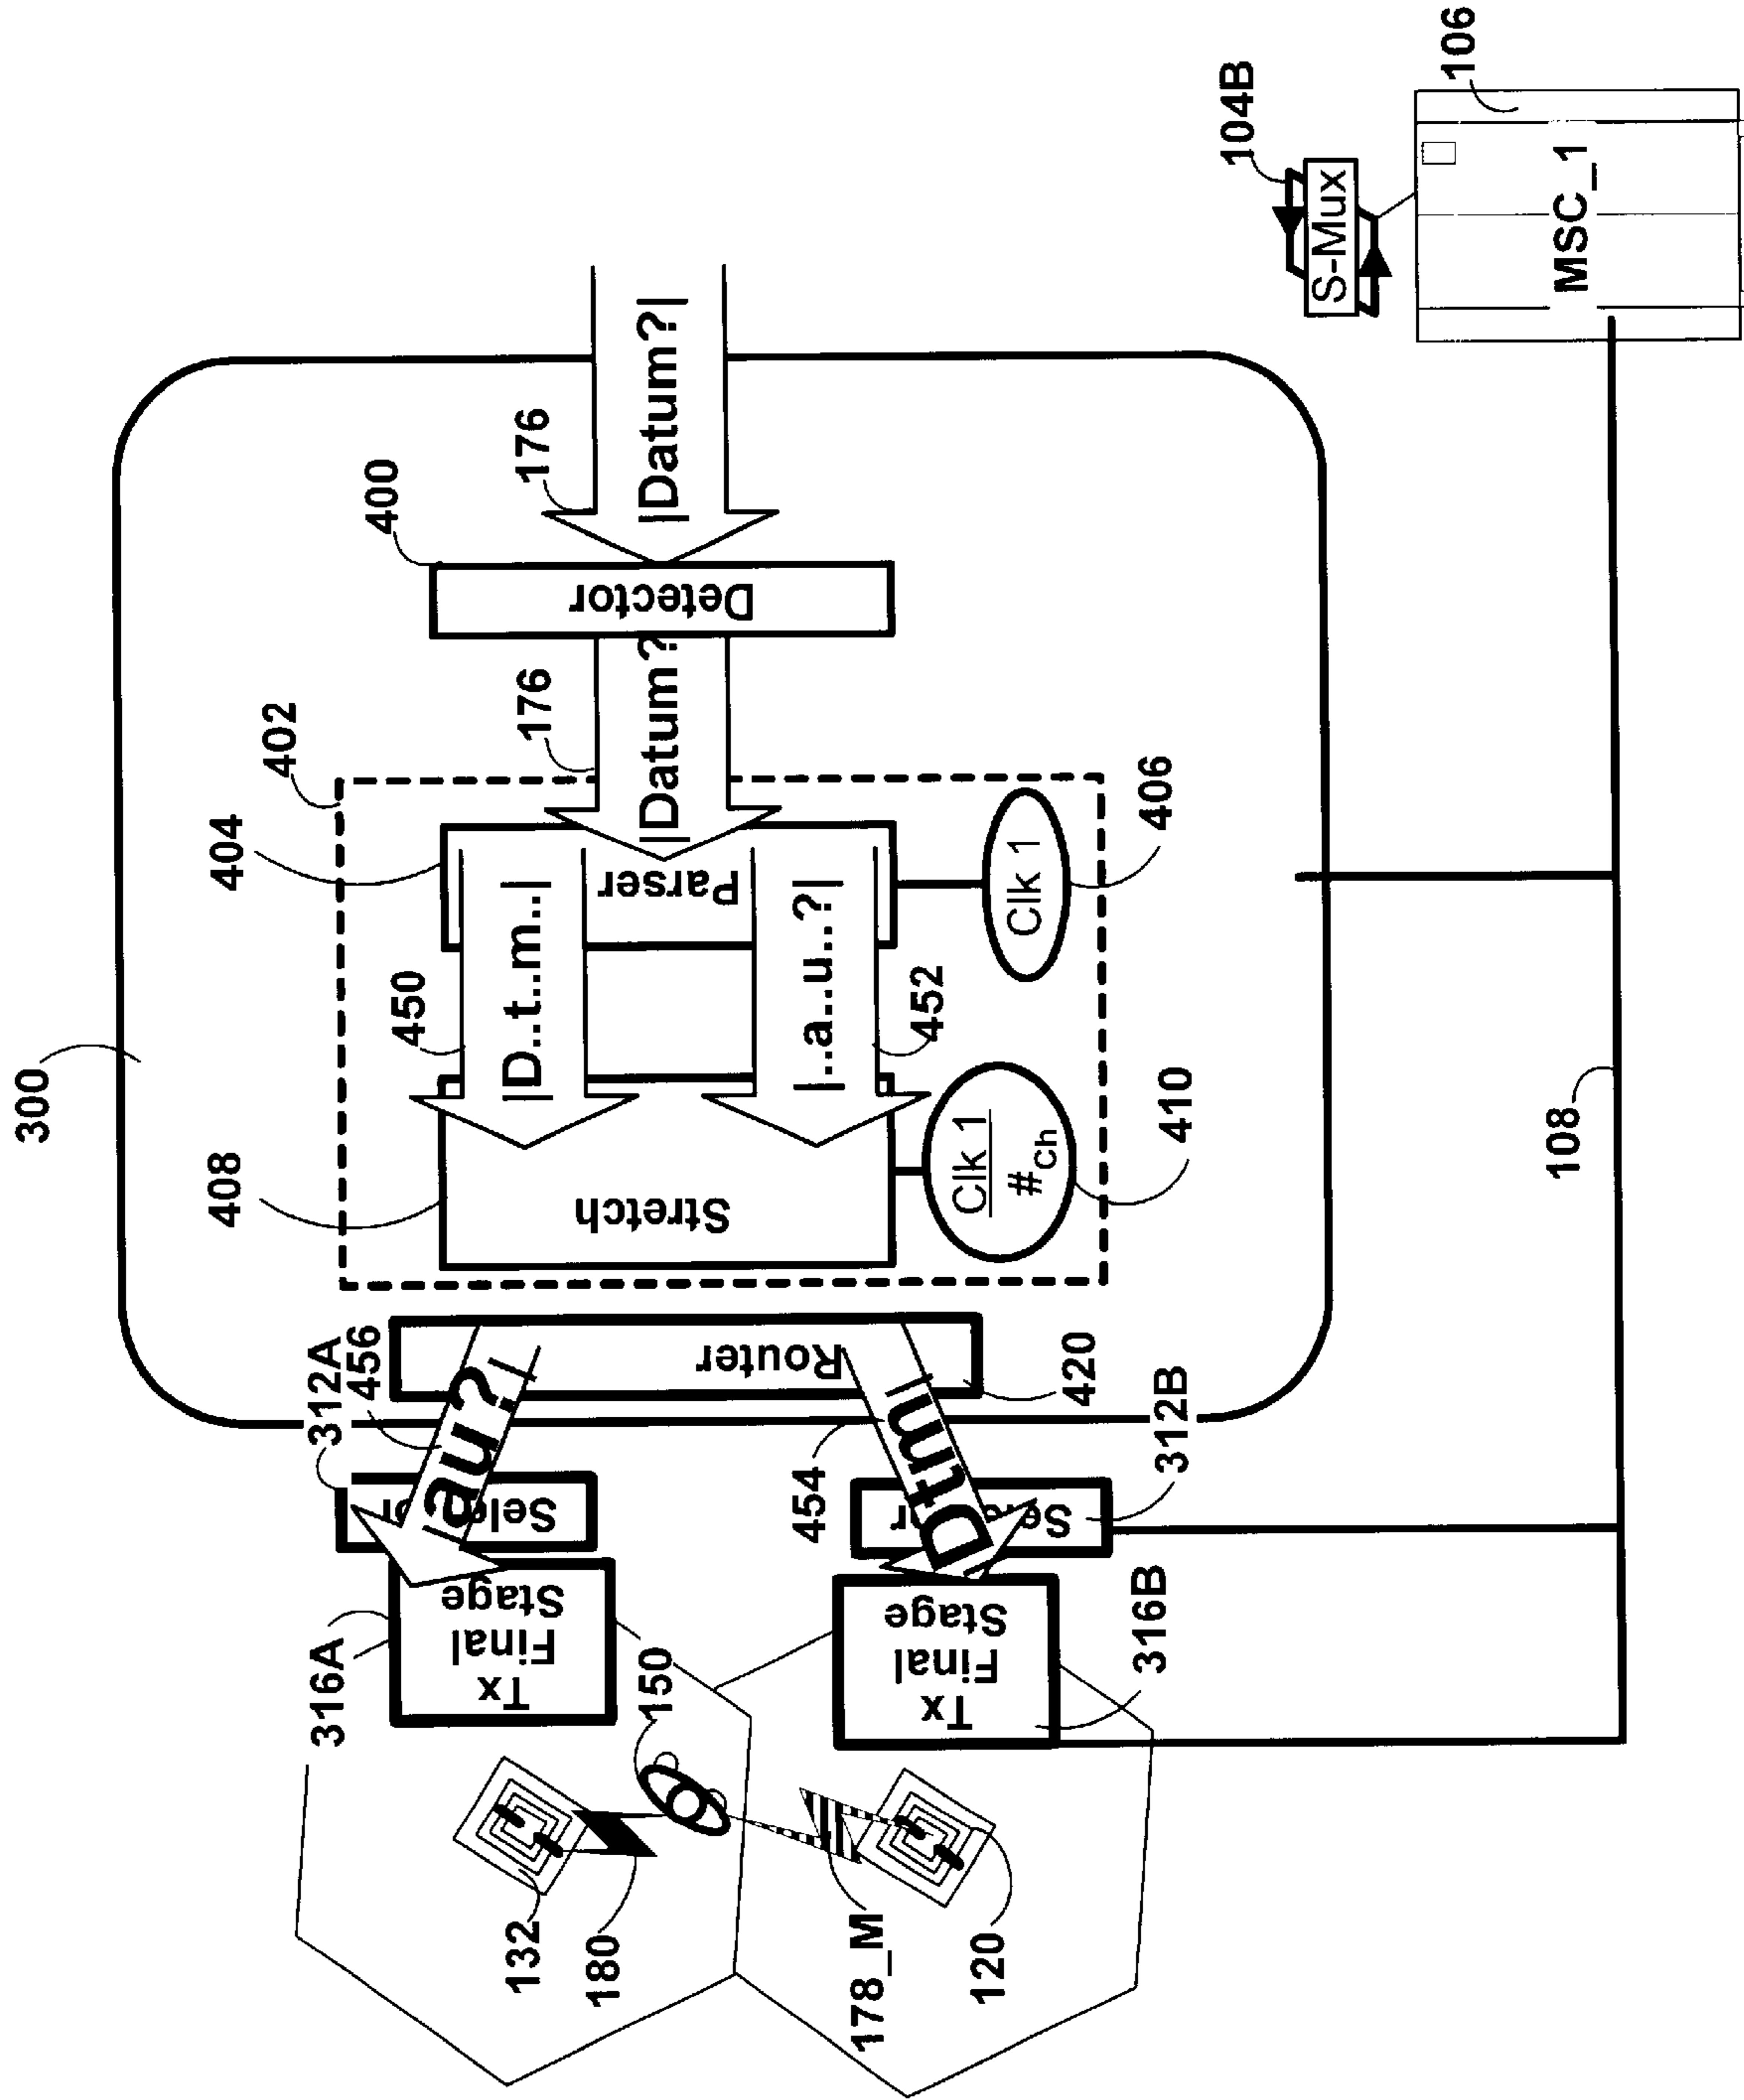 132
180
178_M
120
316A
150
Tx
Final
Stage
Tx
Final
Stage
316B
312A
456
|au?|
454
|Dtm|
312B
Router
420
300
408
Stretch
Clk 1
#ch
410
450
|D..t..m..|
452
|..a..u..?|
404
Parser
Clk 1
406
402
176
|Datum?
400
Detector
176
|Datum?|
108
104B
S-Mux
106
MSC_1